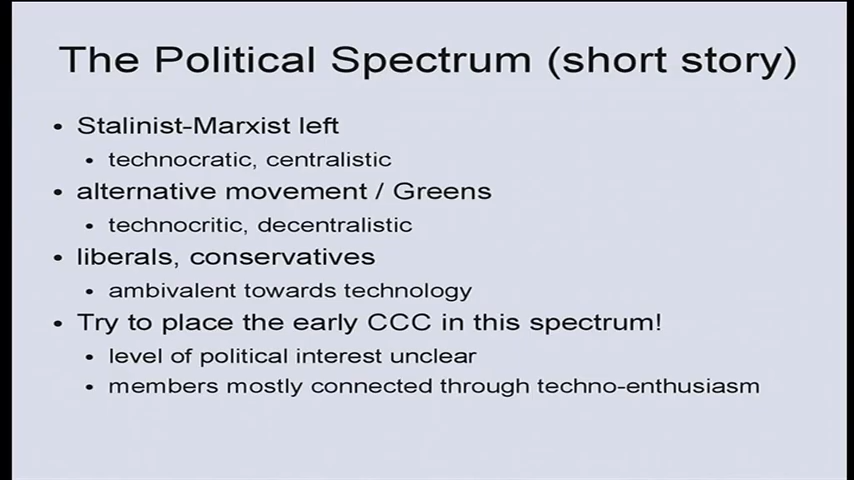 The Political Spectrum (short story)
• Stalinist-Marxist left
• technocratic, centralistic
• alternative movement / Greens
• technocritic, decentralistic
• liberals, conservatives
• ambivalent towards technology
• Try to place the early CCC in this spectrum!
• level of political interest unclear
• members mostly connected through techno-enthusiasm